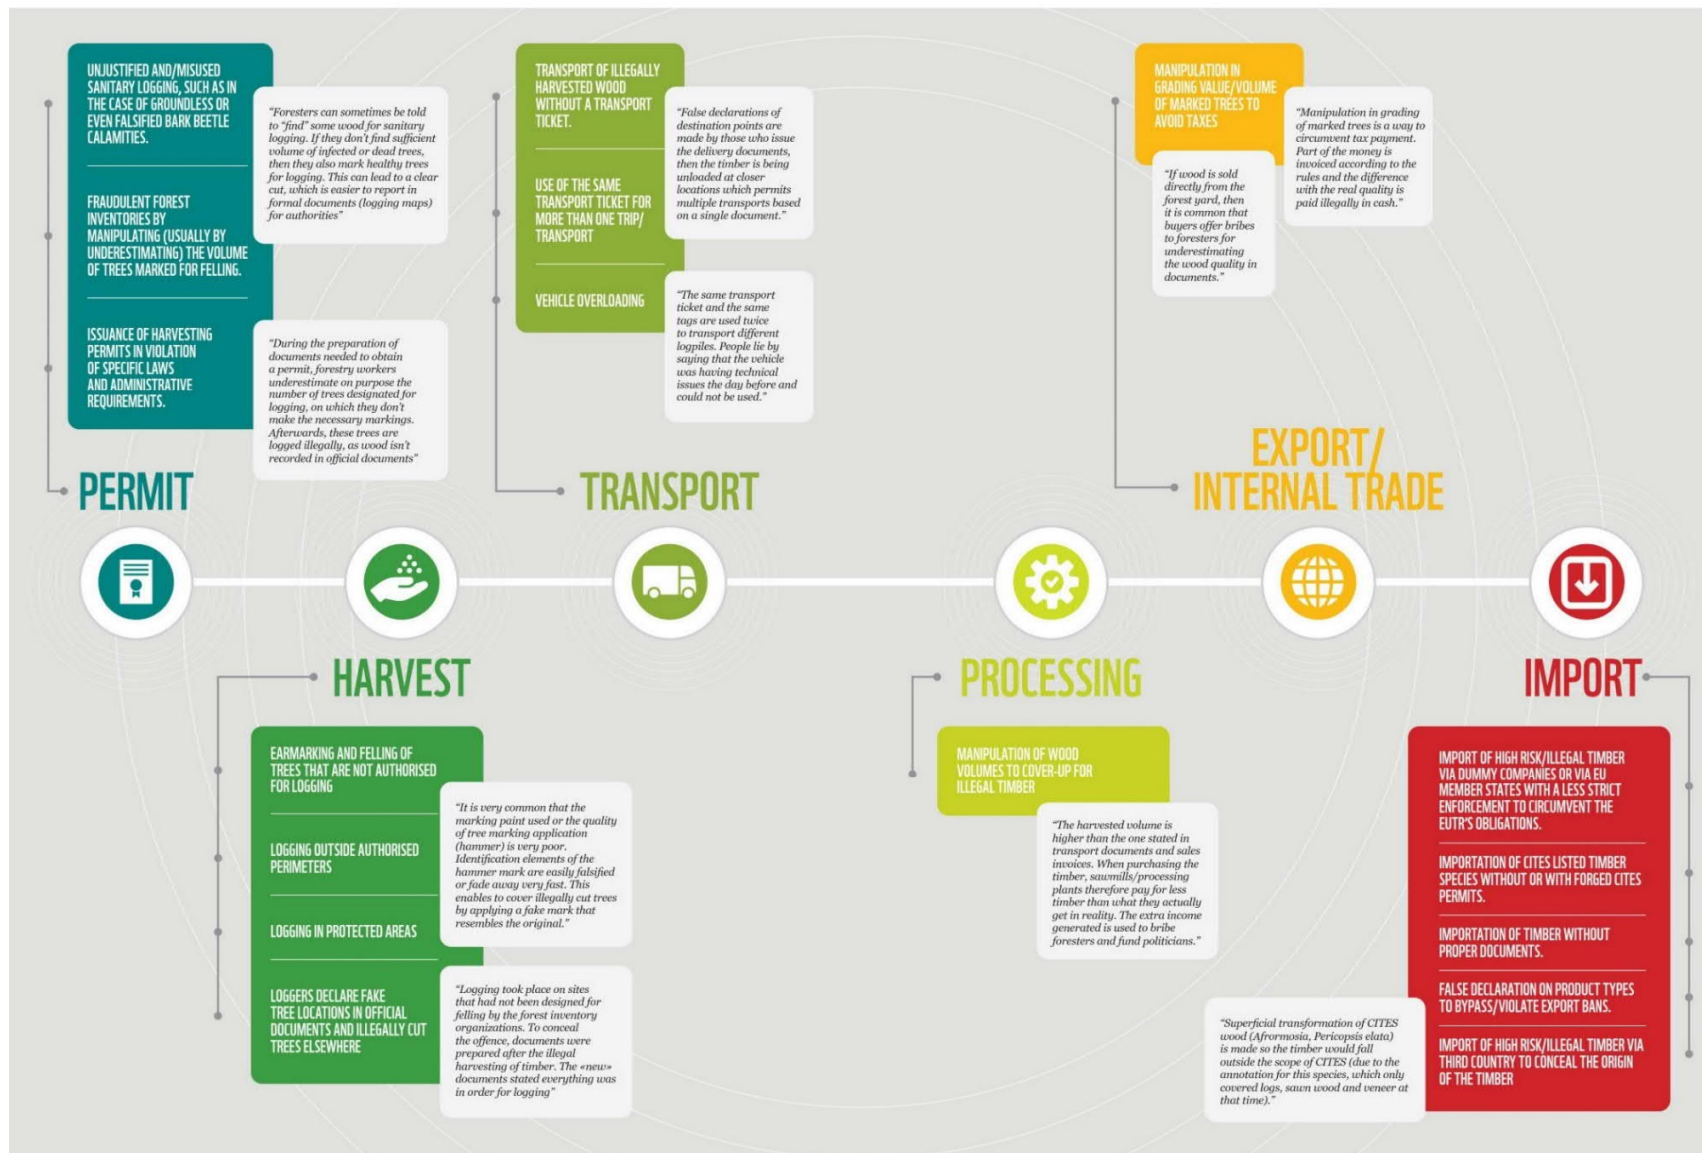 UNJUSTIFIED AND/MISUSED
SANITARY LOGGING, SUCH AS IN
THE CASE OF GROUNDLESS OR
EVEN FALSIFIED BARK BEETLE
CALAMITIES.
FRAUDULENT FOREST
INVENTORIES BY
MANIPULATING (USUALLY BY
UNDERESTIMATING) THE VOLUME
OF TREES MARKED FOR FELLING.
ISSUANCE OF HARVESTING
PERMITS IN VIOLATION
OF SPECIFIC LAWS
AND ADMINISTRATIVE
REQUIREMENTS.
"Foresters can sometimes be told
to "find" some wood for sanitary
logging. If they don't find sufficient
volume of infected or dead trees,
then they also mark healthy trees
for logging. This can lead to a clear
cut, which is easier to report in
formal documents (logging maps)
for authorities"
"During the preparation of
documents needed to obtain
a permit, forestry workers
underestimate on purpose the
number of trees designated for
logging, on which they don't
make the necessary markings.
Afterwards, these trees are
logged illegally, as wood isn't
recorded in official documents"
PERMIT
TRANSPORT OF ILLEGALLY
HARVESTED WOOD
WITHOUT A TRANSPORT
TICKET.
USE OF THE SAME
TRANSPORT TICKET FOR
MORE THAN ONE TRIP/
TRANSPORT
VEHICLE OVERLOADING
"False declarations of
destination points are
made by those who issue
the delivery documents,
then the timber is being
unloaded at closer
locations which permits
multiple transports based
on a single document."
"The same transport
ticket and the same
tags are used twice
to transport different
logpiles. People lie by
saying that the vehicle
was having technical
issues the day before and
could not be used."
TRANSPORT
MANIPULATION IN
GRADING VALUE/VOLUME
OF MARKED TREES TO
AVOID TAXES
"If wood is sold
directly from the
forest yard, then
it is common that
buyers offer bribes
to foresters for
underestimating
the wood quality in
documents."
"Manipulation in grading
of marked trees is a way to
circumvent tax payment.
Part of the money is
invoiced according to the
rules and the difference
with the real quality is
paid illegally in cash."
EXPORT/
INTERNAL TRADE
HARVEST
EARMARKING AND FELLING OF
TREES THAT ARE NOT AUTHORISED
FOR LOGGING
LOGGING OUTSIDE AUTHORISED
PERIMETERS
LOGGING IN PROTECTED AREAS
LOGGERS DECLARE FAKE
TREE LOCATIONS IN OFFICIAL
DOCUMENTS AND ILLEGALLY CUT
TREES ELSEWHERE
"It is very common that the
marking paint used or the quality
of tree marking application
(hammer) is very poor.
Identification elements of the
hammer mark are easily falsified
or fade away very fast. This
enables to cover illegally cut trees
by applying a fake mark that
resembles the original."
"Logging took place on sites
that had not been designed for
felling by the forest inventory
organizations. To conceal
the offence, documents were
prepared after the illegal
harvesting of timber. The «new»
documents stated everything was
in order for logging"
PROCESSING
MANIPULATION OF WOOD
VOLUMES TO COVER-UP FOR
ILLEGAL TIMBER
"The harvested volume is
higher than the one stated in
transport documents and sales
invoices. When purchasing the
timber, sawmills/processing
plants therefore pay for less
timber than what they actually
get in reality. The extra income
generated is used to bribe
foresters and fund politicians."
IMPORT
IMPORT OF HIGH RISK/ILLEGAL TIMBER
VIA DUMMY COMPANIES OR VIA EU
MEMBER STATES WITH A LESS STRICT
ENFORCEMENT TO CIRCUMVENT THE
EUTR'S OBLIGATIONS.
IMPORTATION OF CITES LISTED TIMBER
SPECIES WITHOUT OR WITH FORGED CITES
PERMITS.
IMPORTATION OF TIMBER WITHOUT
PROPER DOCUMENTS.
FALSE DECLARATION ON PRODUCT TYPES
TO BYPASS/VIOLATE EXPORT BANS.
IMPORT OF HIGH RISK/ILLEGAL TIMBER VIA
THIRD COUNTRY TO CONCEAL THE ORIGIN
OF THE TIMBER
"Superficial transformation of CITES
wood (Afrormosia, Pericopsis elata)
is made so the timber would fall
outside the scope of CITES (due to the
annotation for this species, which only
covered logs, sawn wood and veneer at
that time)."